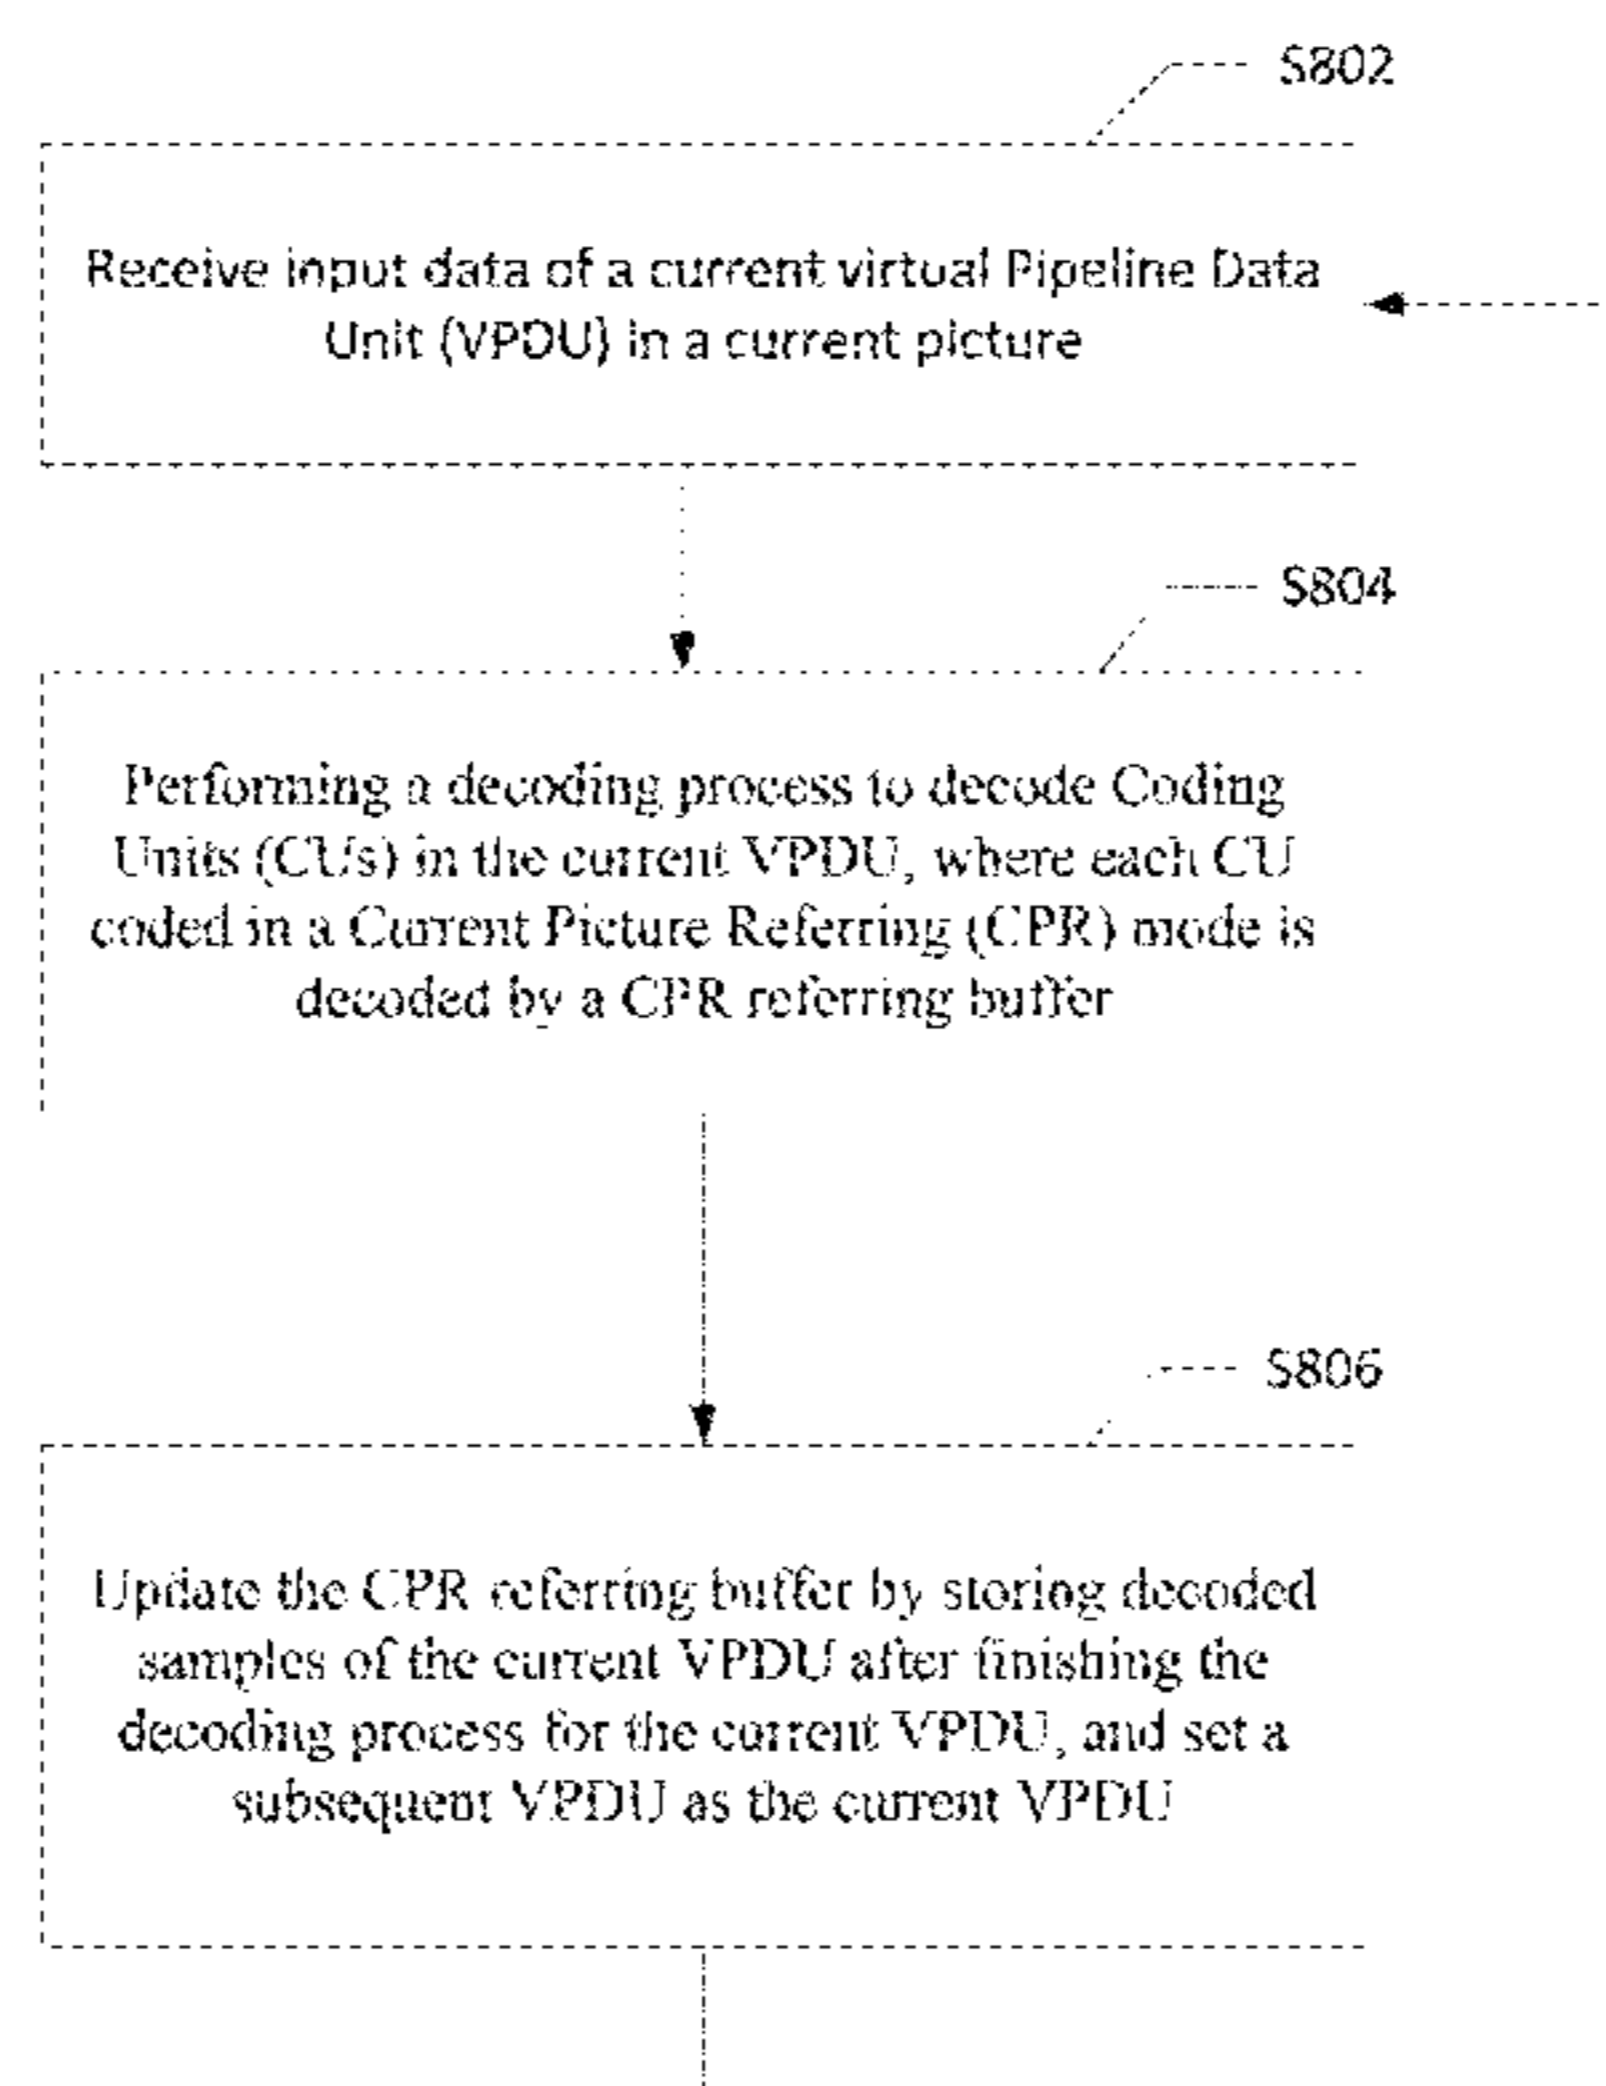 S802
Receive input data of a current virtual Pipeline Data
Unit (VPDU) in a current picture
S804
Performing a decoding process to decode Coding
Units (CUs) in the current VPDU, where each CU
coded in a Current Picture Referring (CPR) mode is
decoded by a CPR referring buffer
S806
Update the CPR referring buffer by storing decoded
samples of the current VPDU after finishing the
decoding process for the current VPDU, and set a
subsequent VPDU as the current VPDU